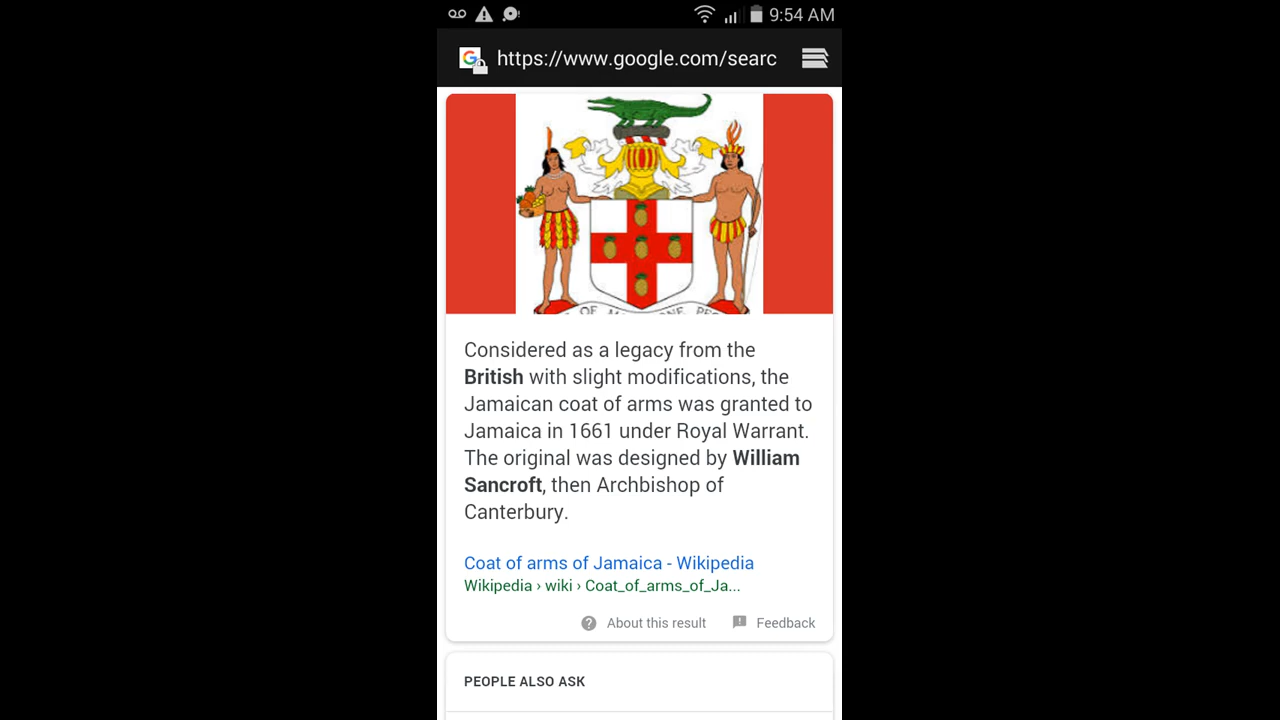 9:54 AM
https://www.google.com/searc
Considered as a legacy from the
British with slight modifications, the
Jamaican coat of arms was granted to
Jamaica in 1661 under Royal Warrant.
The original was designed by William
Sancroft, then Archbishop of
Canterbury.
Coat of arms of Jamaica - Wikipedia
Wikipedia › wiki › Coat_of_arms_of_Ja...
About this result
Feedback
PEOPLE ALSO ASK